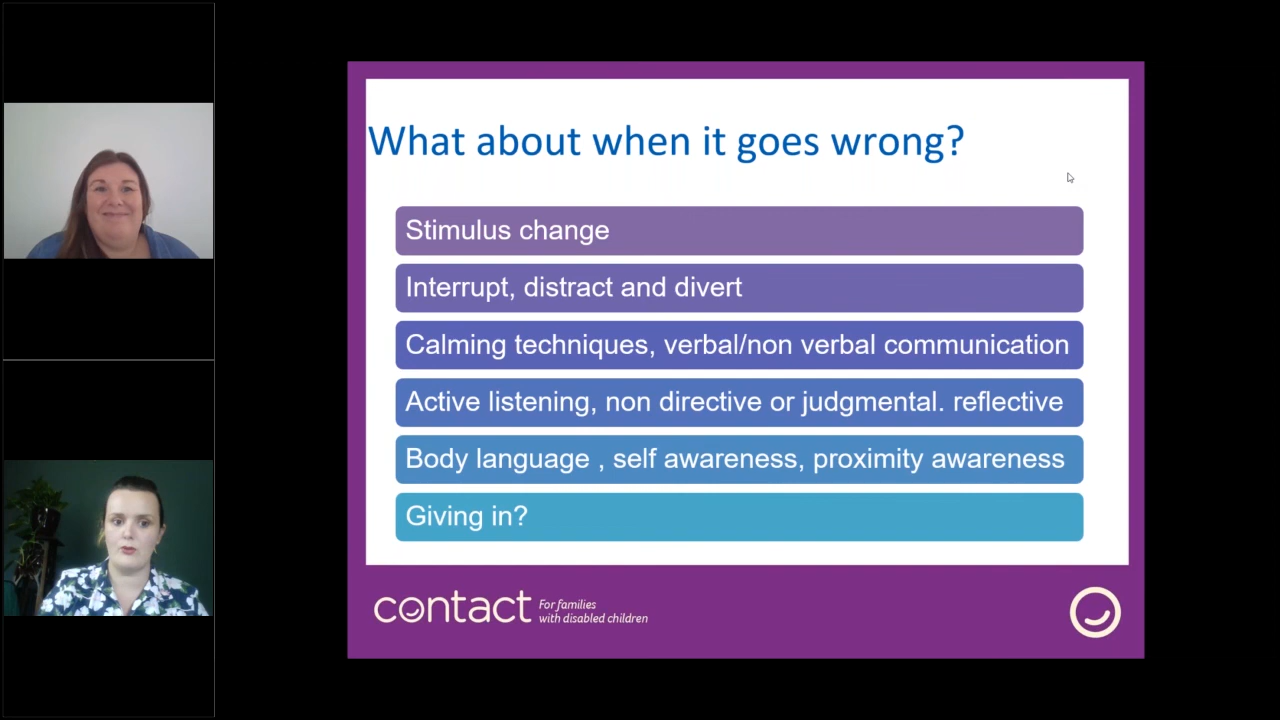 What about when it goes wrong?
Stimulus change
Interrupt, distract and divert
Calming techniques, verbal/non verbal communication
Active listening, non directive or judgmental. reflective
Body language , self awareness, proximity awareness
Giving in?
contact
For families
with disabled children